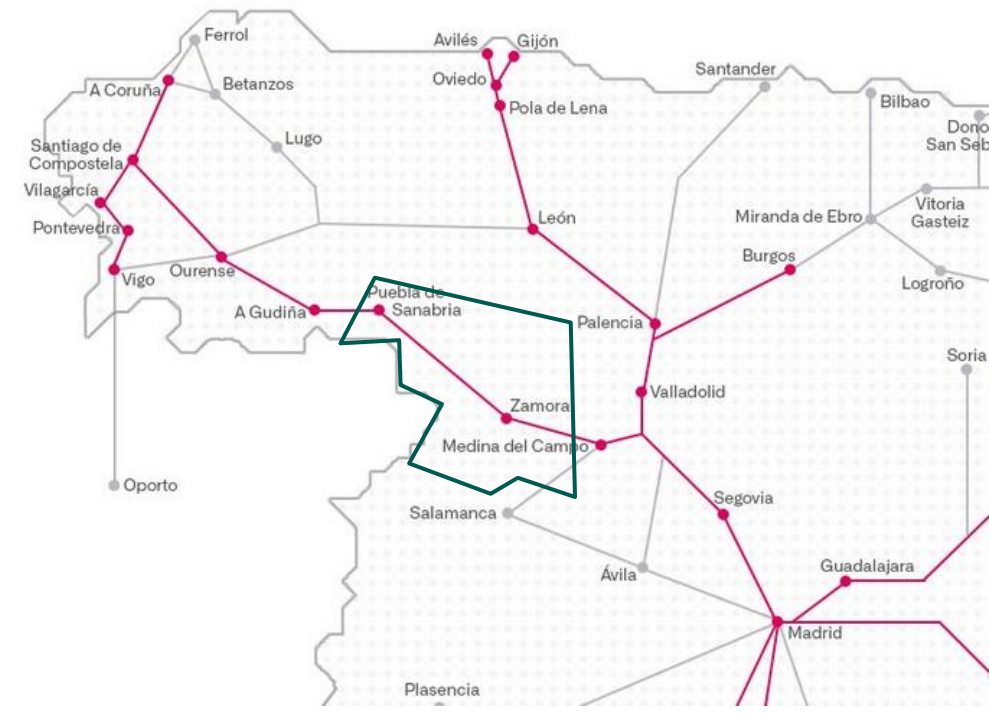 Ferrol
Avilés
Gijón
Oviedo
Santander
A Coruña
Betanzos
Bilbao
Pola de Lena
Dono
San Seb
Lugo
Santiago de
Compostela
Vilagarcía
Vitoria
Gasteiz
León
Miranda de Ebro
Pontevedra
Burgos
Ourense
Vigo
Logroño
Puebla de
Sanabria
A Gudiña
Palencia
Soria
Valladolid
Zamora
Medina del Campo
Oporto
Segovia
Salamanca
Guadalajara
Ávila
Madrid
Plasencia